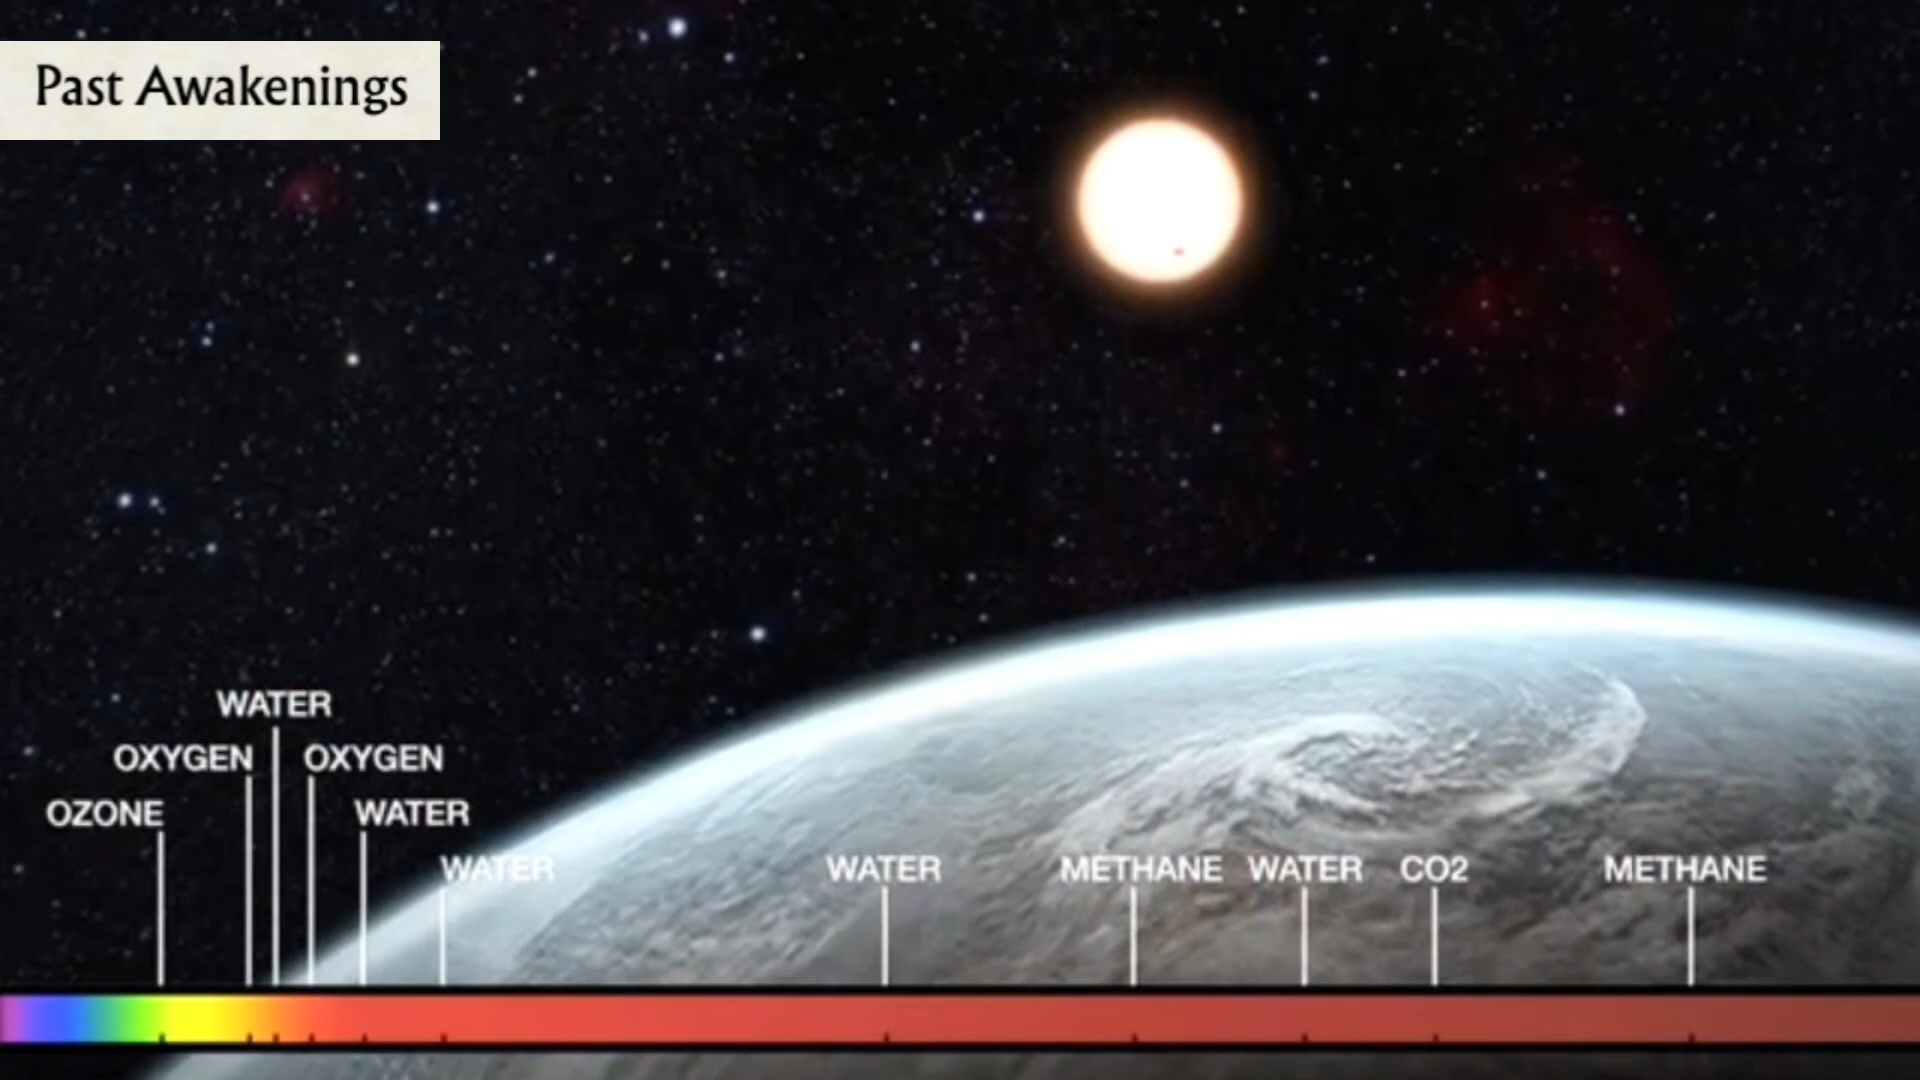 Past Awakenings
WATER
OXYGEN OXYGEN
OZONE WATER
WATER WATER METHANE WATER CO2 METHANE